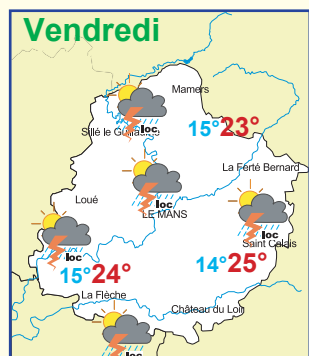 Vendredi
Mamers
Sillé le Guillaume
loc
15° 23°
La Ferté Bernard
loc
Loué
LE MANS
loc
loc
Saint Calais
15° 24°
14° 25°
La Flèche
Château du Loir
loc